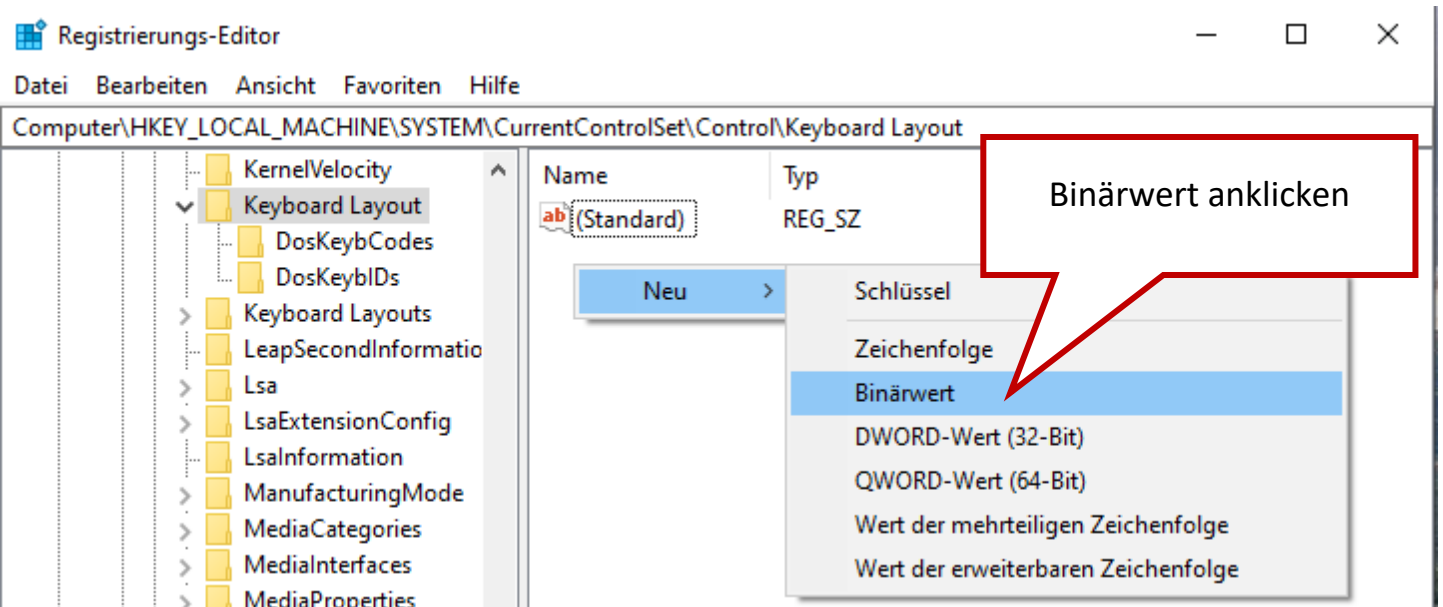 Registrierungs-Editor
Datei Bearbeiten Ansicht Favoriten Hilfe
Computer\HKEY_LOCAL_MACHINE\SYSTEM\CurrentControlSet\Control\Keyboard Layout
KernelVelocity
Keyboard Layout
DosKeybCodes
DosKeybIDs
Keyboard Layouts
LeapSecondInformatio
Lsa
LsaExtensionConfig
LsaInformation
ManufacturingMode
MediaCategories
MediaInterfaces
MediaProperties
Name Typ
ab (Standard) REG_SZ
Binärwert anklicken
Neu
Schlüssel
Zeichenfolge
Binärwert
DWORD-Wert (32-Bit)
QWORD-Wert (64-Bit)
Wert der mehrteiligen Zeichenfolge
Wert der erweiterbaren Zeichenfolge